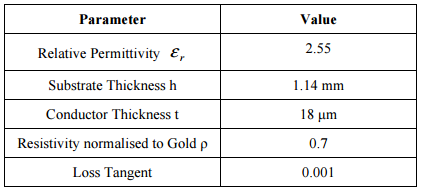 Parameter Value
Relative Permittivity εr 2.55
Substrate Thickness h 1.14 mm
Conductor Thickness t 18 μm
Resistivity normalised to Gold ρ 0.7
Loss Tangent 0.001